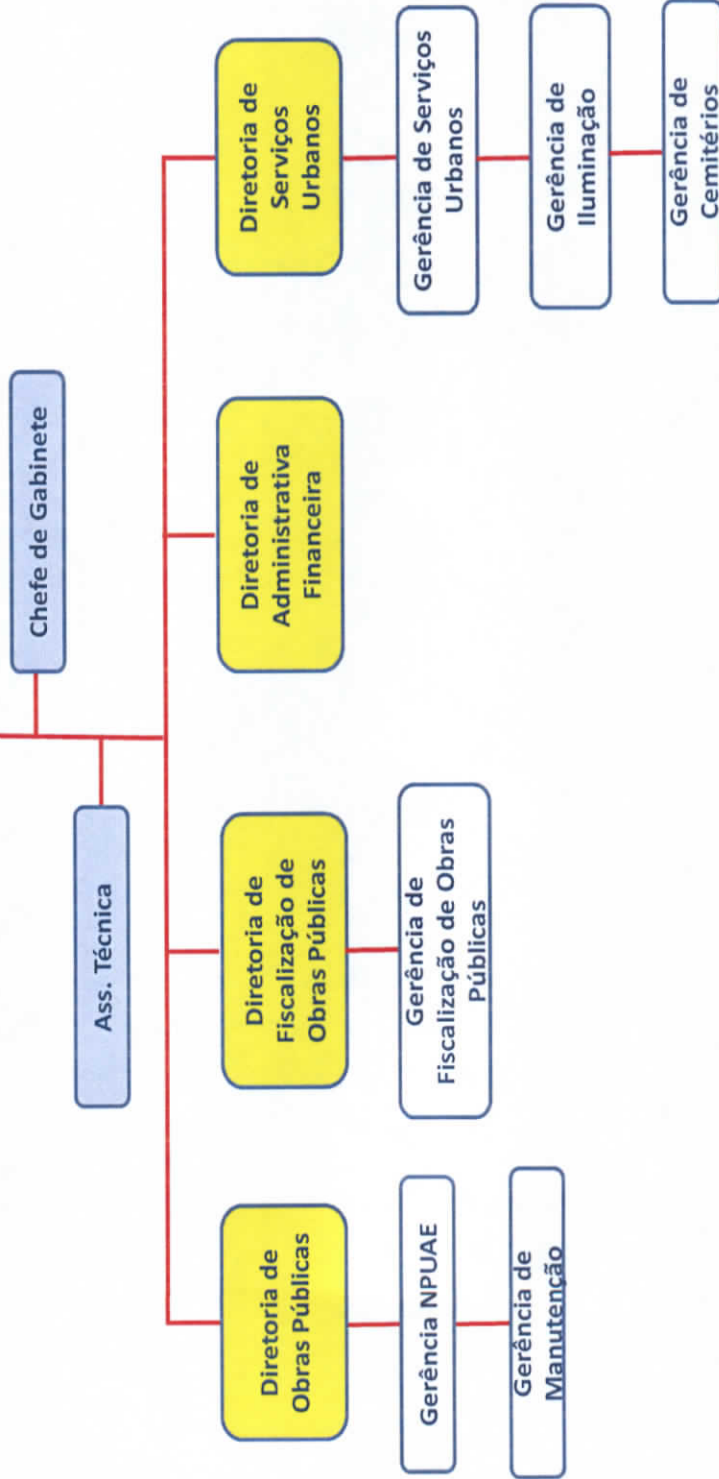 Chefe de Gabinete
Ass. Técnica
Diretoria de
Obras Públicas
Diretoria de
Fiscalização de
Obras Públicas
Diretoria de
Administrativa
Financeira
Diretoria de
Serviços
Urbanos
Gerência NPUAE
Gerência de
Manutenção
Gerência de
Fiscalização de Obras
Públicas
Gerência de Serviços
Urbanos
Gerência de
Iluminação
Gerência de
Cemitérios